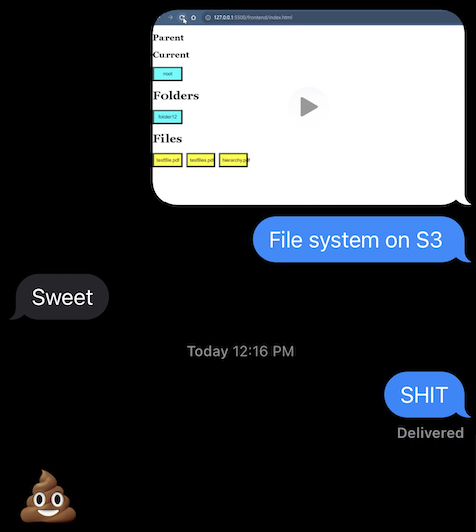 127.0.0.1:5500/frontend/index.html
Parent
Current
root
Folders
folder12
Files
testfile.pdf testfiles.pdf hierarchy.pdf
File system on S3
Sweet
Today 12:16 PM
SHIT
Delivered